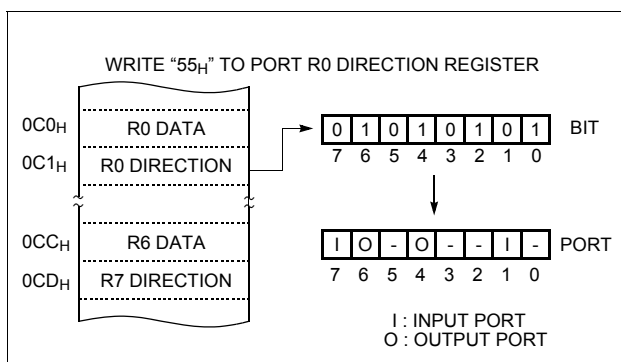 WRITE “55H” TO PORT R0 DIRECTION REGISTER
0C0H R0 DATA
0C1H R0 DIRECTION
0 1 0 1 0 1 0 1 BIT
7 6 5 4 3 2 1 0
0CCH R6 DATA
0CDH R7 DIRECTION
I O - O - - I - PORT
7 6 5 4 3 2 1 0
I : INPUT PORT
O : OUTPUT PORT